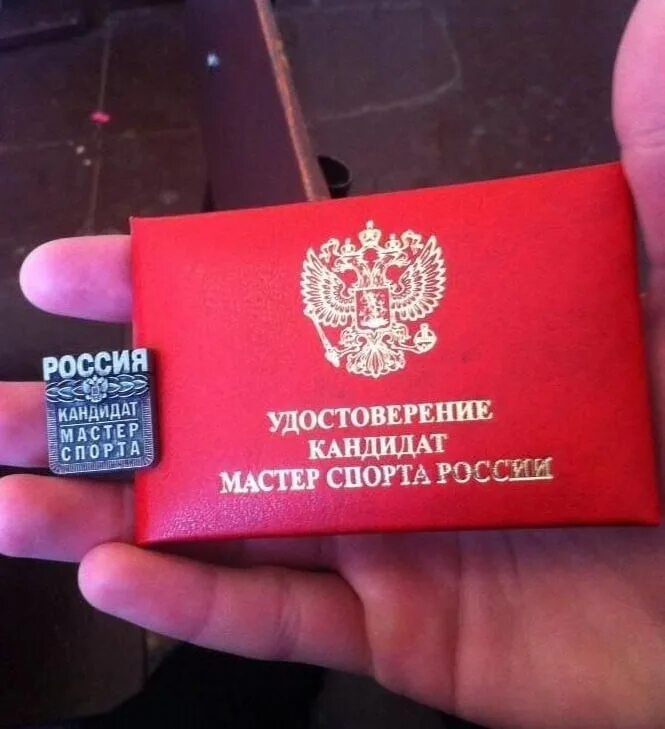 РОССИЯ
КАНДИДАТ
МАСТЕР
СПОРТА
УДОСТОВЕРЕНИЕ
КАНДИДАТ
МАСТЕР СПОРТА РОССИИ